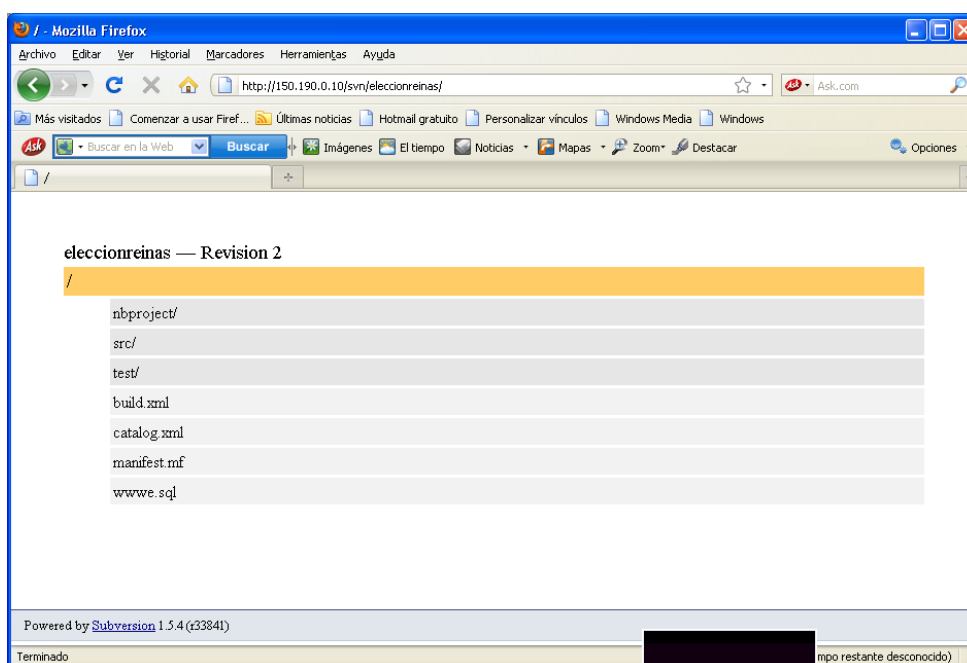 / - Mozilla Firefox
Archivo Editar Ver Historial Marcadores Herramientas Ayuda
http://150.190.0.10/svn/eleccionreinas/ Ask.com
Más visitados Comenzar a usar Firef... Últimas noticias Hotmail gratuito Personalizar vínculos Windows Media Windows
Ask Buscar en la Web Buscar Imágenes El tiempo Noticias Mapas Zoom Destacar Opciones
/
eleccionreinas — Revision 2
/
nbproject/
src/
test/
build.xml
catalog.xml
manifest.mf
wwwe.sql
Powered by Subversion 1.5.4 (r33841)
Terminado mpo restante desconocido)